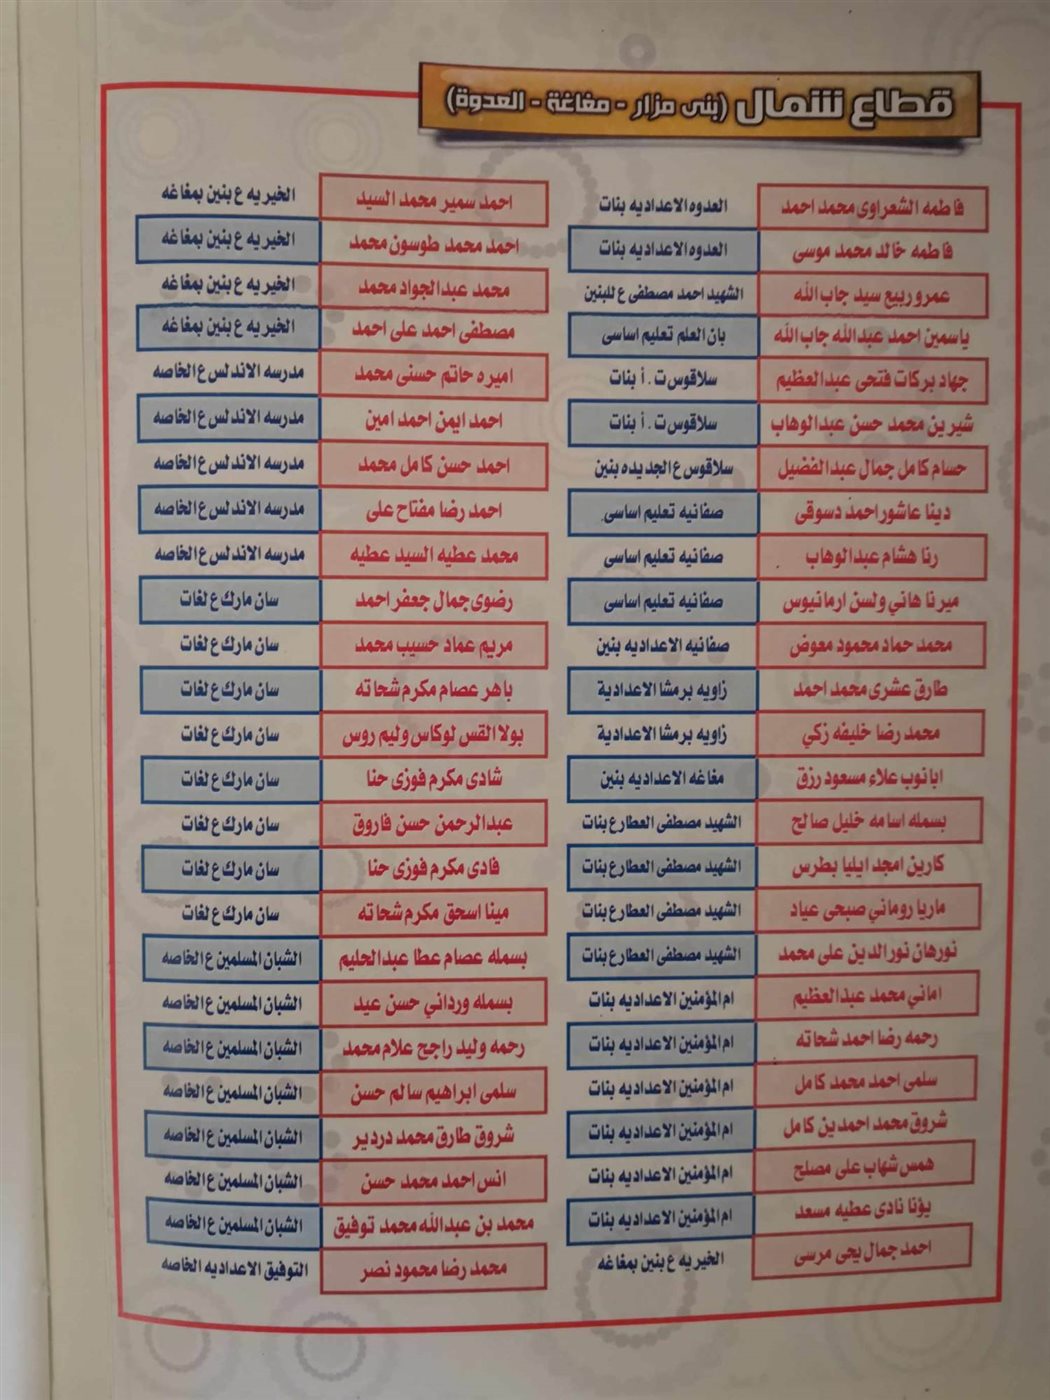 قطاع شمال (بنى مزار - مغاغة - العدوة)
فاطمه الشعراوى محمد احمد العدوه الاعداديه بنات
فاطمه خالد محمد موسى العدوه الاعداديه بنات
عمرو ربيع سيد جاب الله الشهيد احمد مصطفى ع للبنين
ياسمين احمد عبدالله جاب الله بان العلم تعليم اساسى
جهاد بركات فتحى عبدالعظيم سلاقوس ت . أ بنات
شيرين محمد حسن عبدالوهاب سلاقوس ت . أ بنات
حسام كامل جمال عبدالفضيل سلاقوس ع الجديده بنين
دينا عاشور احمد دسوقى صفانيه تعليم اساسى
رنا هشام عبدالوهاب صفانيه تعليم اساسى
ميرنا هاني ولسن ارمانيوس صفانيه تعليم اساسى
محمد حماد محمود معوض صفانيه الاعداديه بنين
طارق عشرى محمد احمد زاويه برمشا الاعدادية
محمد رضا خليفه زكي زاويه برمشا الاعدادية
ابانوب علاء مسعود رزق مغاغه الاعداديه بنين
بسمله اسامه خليل صالح الشهيد مصطفى العطار ع بنات
كارين امجد ايليا بطرس الشهيد مصطفى العطار ع بنات
ماريا روماني صبحى عياد الشهيد مصطفى العطار ع بنات
نورهان نورالدين على محمد الشهيد مصطفى العطار ع بنات
اماني محمد عبدالعظيم ام المؤمنين الاعداديه بنات
رحمه رضا احمد شحاته ام المؤمنين الاعداديه بنات
سلمى احمد محمد كامل ام المؤمنين الاعداديه بنات
شروق محمد احمدين كامل ام المؤمنين الاعداديه بنات
همس شهاب على مصلح ام المؤمنين الاعداديه بنات
يؤنا نادى عطيه مسعد ام المؤمنين الاعداديه بنات
احمد جمال يحى مرسى الخيريه ع بنين بمغاغه
احمد سمير محمد السيد الخيريه ع بنين بمغاغه
احمد محمد طوسون محمد الخيريه ع بنين بمغاغه
محمد عبدالجواد محمد الخيريه ع بنين بمغاغه
مصطفى احمد على احمد الخيريه ع بنين بمغاغه
اميره حاتم حسنى محمد مدرسه الاندلس ع الخاصه
احمد ايمن احمد امين مدرسه الاندلس ع الخاصه
احمد حسن كامل محمد مدرسه الاندلس ع الخاصه
احمد رضا مفتاح على مدرسه الاندلس ع الخاصه
محمد عطيه السيد عطيه مدرسه الاندلس ع الخاصه
رضوى جمال جعفر احمد سان مارك ع لغات
مريم عماد حسيب محمد سان مارك ع لغات
باهر عصام مكرم شحاته سان مارك ع لغات
بولا القس لوكاس وليم روس سان مارك ع لغات
شادى مكرم فوزى حنا سان مارك ع لغات
عبدالرحمن حسن فاروق سان مارك ع لغات
فادى مكرم فوزى حنا سان مارك ع لغات
مينا اسحق مكرم شحاته سان مارك ع لغات
بسمله عصام عطا عبدالحليم الشبان المسلمين ع الخاصه
بسمله ورداني حسن عيد الشبان المسلمين ع الخاصه
رحمه وليد راجح علام محمد الشبان المسلمين ع الخاصه
سلمى ابراهيم سالم حسن الشبان المسلمين ع الخاصه
شروق طارق محمد دردير الشبان المسلمين ع الخاصه
انس احمد محمد حسن الشبان المسلمين ع الخاصه
محمد بن عبدالله محمد توفيق الشبان المسلمين ع الخاصه
محمد رضا محمود نصر التوفيق الاعداديه الخاصه